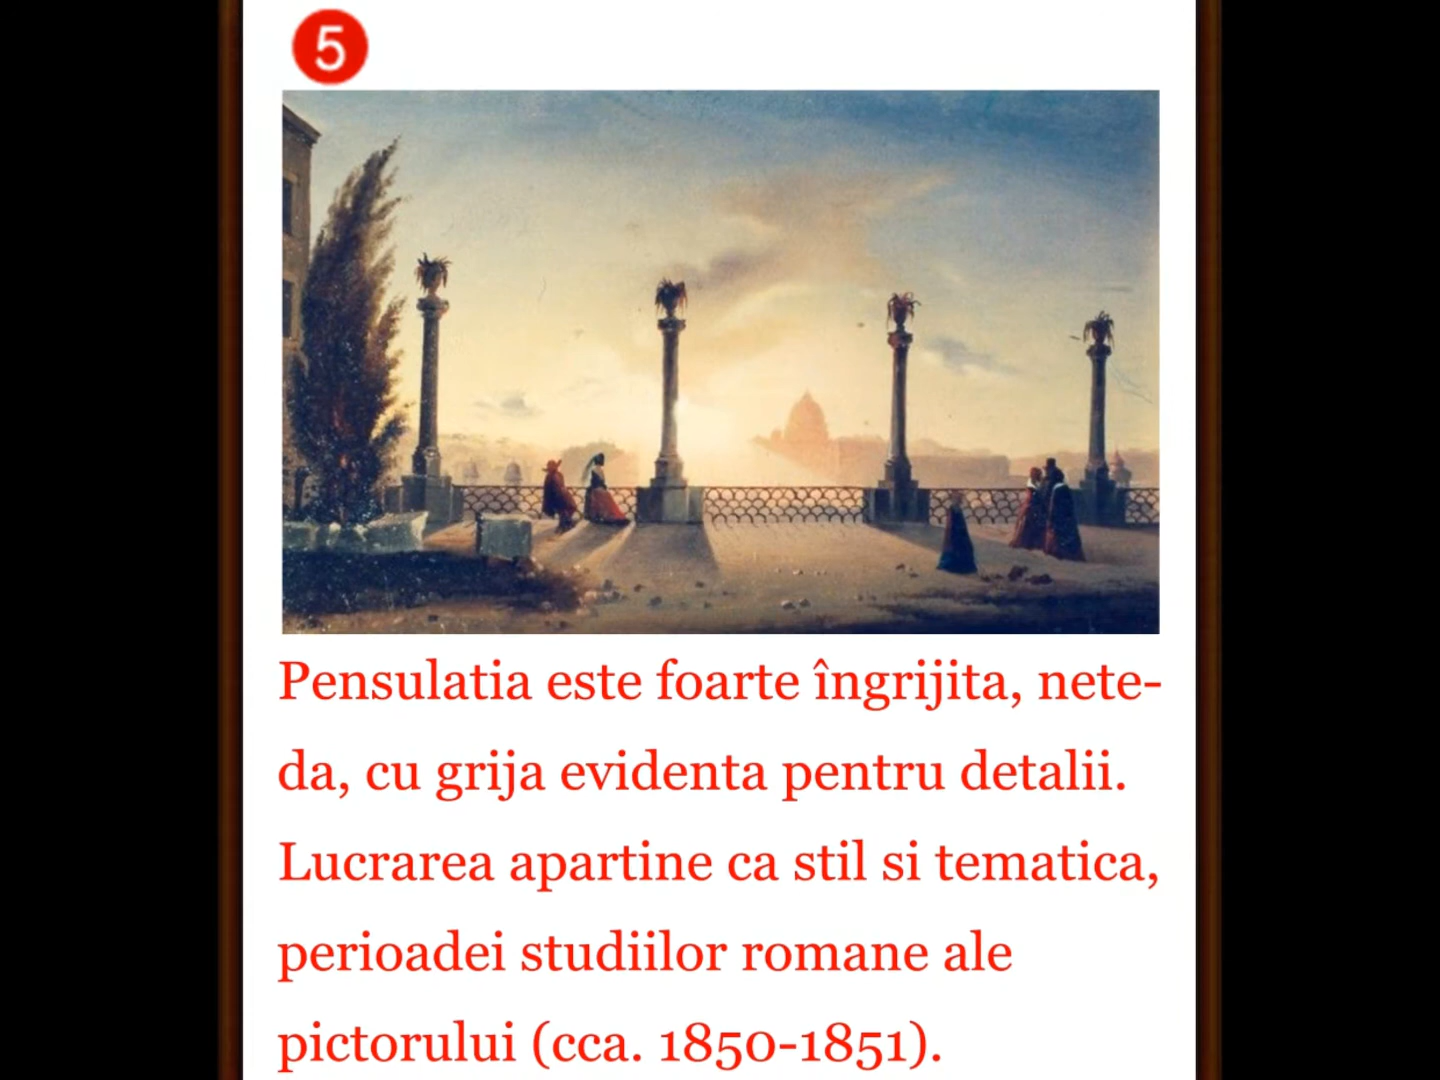 5
Pensulatia este foarte îngrijita, nete-
da, cu grija evidenta pentru detalii.
Lucrarea apartine ca stil si tematica,
perioadei studiilor romane ale
pictorului (cca. 1850-1851).